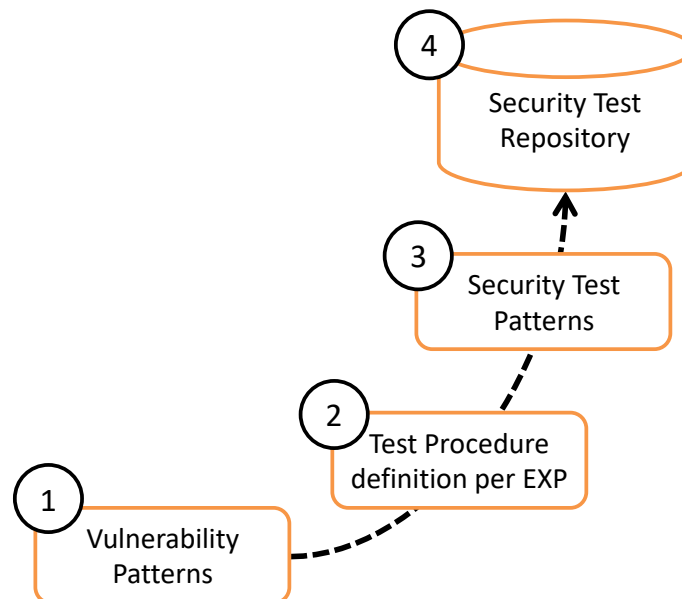 4
Security Test
Repository
3
Security Test
Patterns
2
Test Procedure
definition per EXP
1
Vulnerability
Patterns